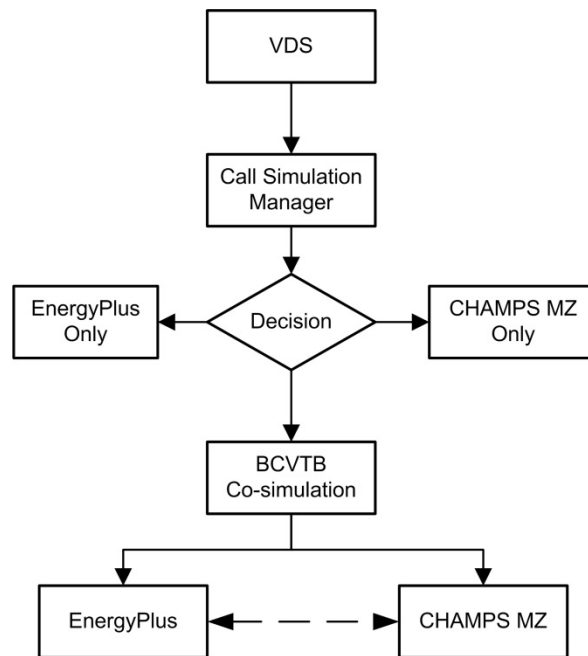 VDS
Call Simulation
Manager
EnergyPlus
Only
Decision
CHAMPS MZ
Only
BCVTB
Co-simulation
EnergyPlus
CHAMPS MZ